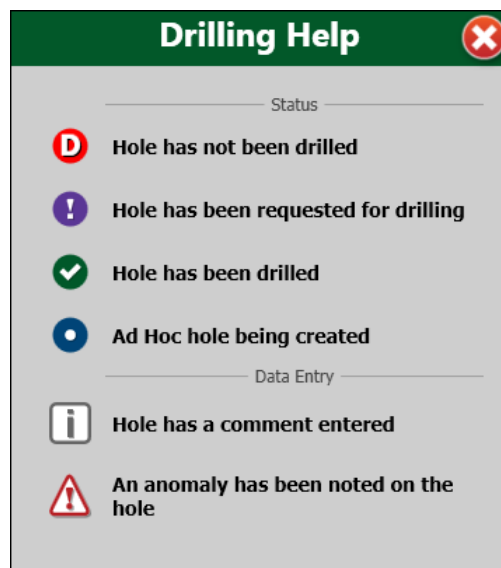 Drilling Help
Status
D
Hole has not been drilled
!
Hole has been requested for drilling
Hole has been drilled
Ad Hoc hole being created
Data Entry
i
Hole has a comment entered
!
An anomaly has been noted on the
hole